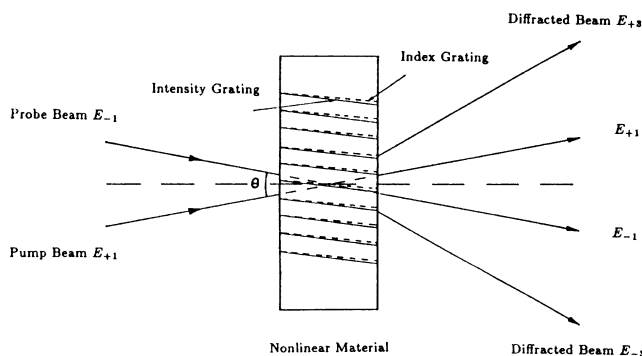 Diffracted Beam E+3
Index Grating
Intensity Grating
Probe Beam E−1
E+1
θ
E−1
Pump Beam E+1
Nonlinear Material
Diffracted Beam E−